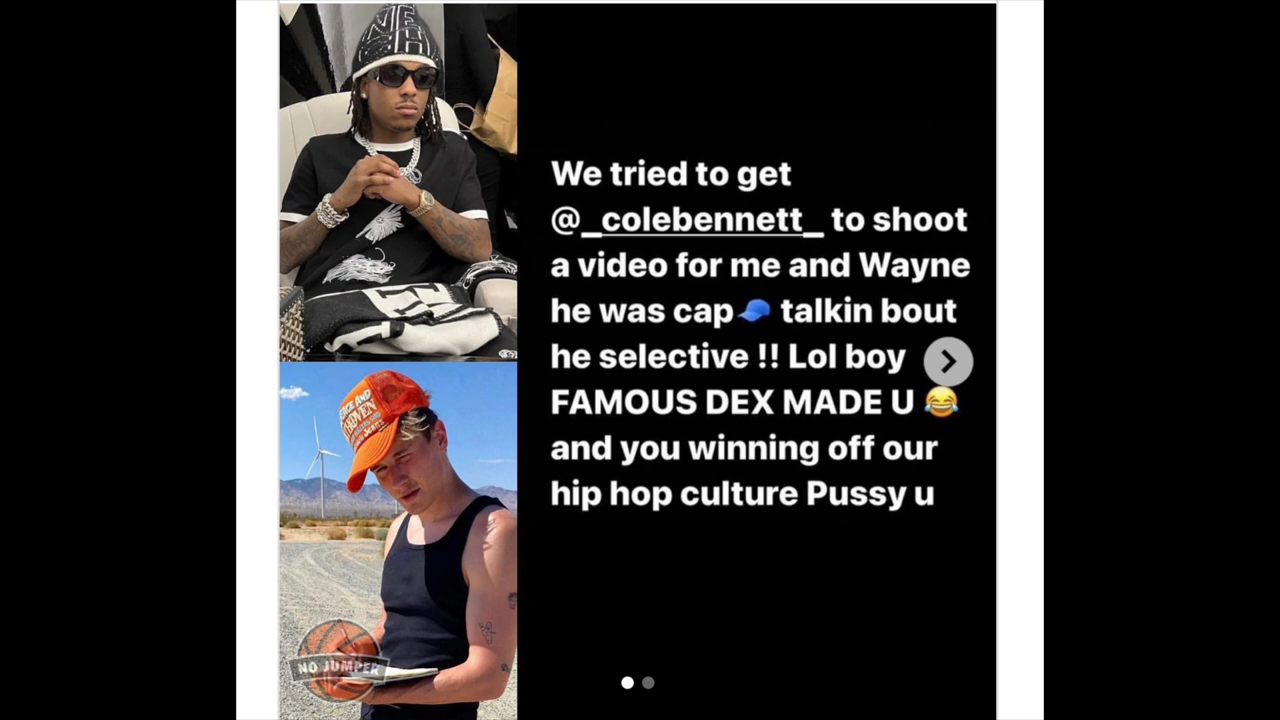 We tried to get
@_colebennett_ to shoot
a video for me and Wayne
he was cap🧢 talkin bout
he selective !! Lol boy
FAMOUS DEX MADE U 😂
and you winning off our
hip hop culture Pussy u
NO JUMPER